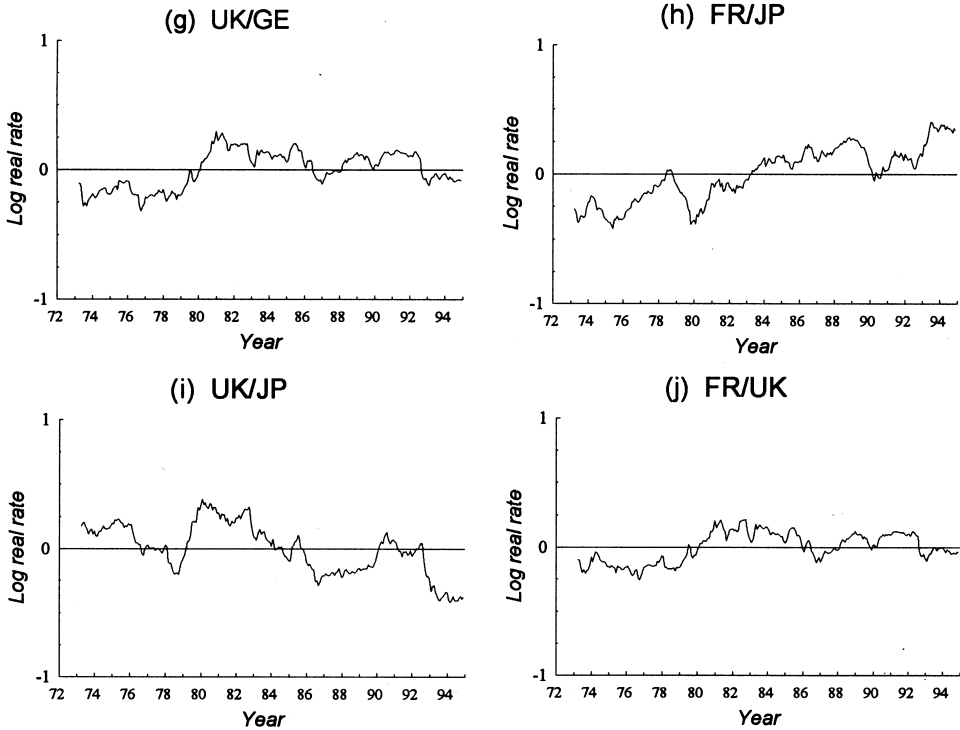 (g) UK/GE
1
0
-1
Log real rate
72 74 76 78 80 82 84 86 88 90 92 94
Year
(h) FR/JP
1
0
-1
Log real rate
72 74 76 78 80 82 84 86 88 90 92 94
Year
(i) UK/JP
1
0
-1
Log real rate
72 74 76 78 80 82 84 86 88 90 92 94
Year
(j) FR/UK
1
0
-1
Log real rate
72 74 76 78 80 82 84 86 88 90 92 94
Year